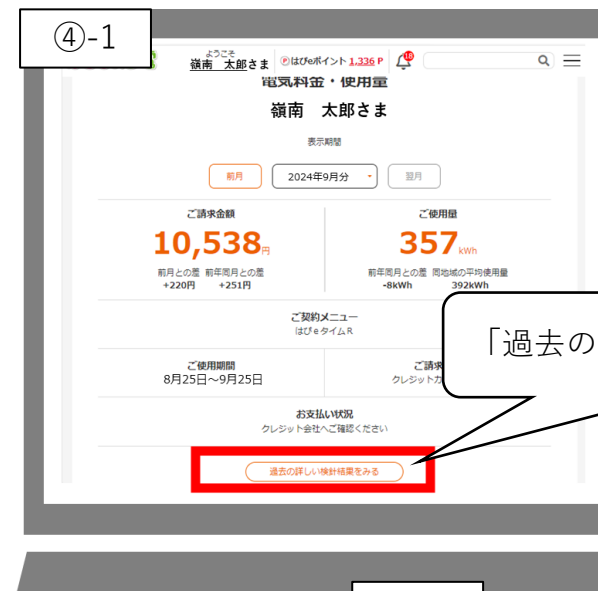 ④-1
ようこそ
嶺南　太郎さま
ⓟはぴeポイント 1,336 P
18
電気料金・使用量
嶺南　太郎さま
表示期間
前月
2024年9月分
翌月
ご請求金額
ご使用量
10,538円
357kWh
前月との差 前年同月との差
+220円 +251円
前年同月との差 同地域の平均使用量
-8kWh 392kWh
ご契約メニュー
はぴeタイムR
「過去の
ご使用期間
8月25日～9月25日
ご請求
クレジットカ
お支払い状況
クレジット会社へご確認ください
過去の詳しい検針結果をみる